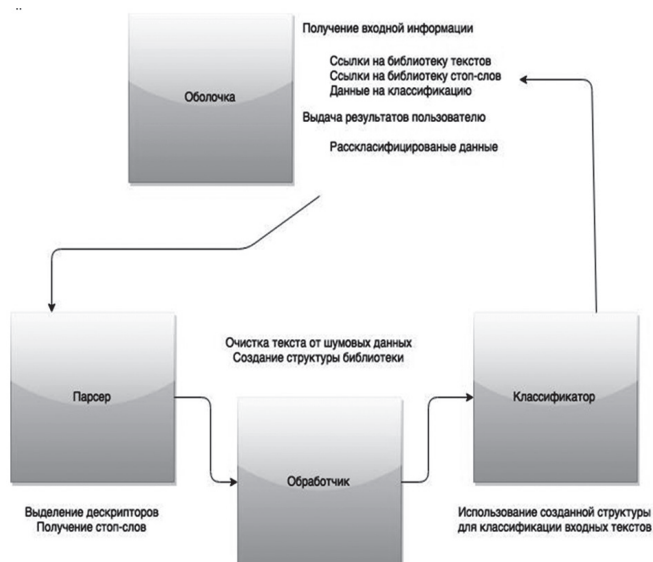 ..
Получение входной информации
Ссылки на библиотеку текстов
Ссылки на библиотеку стоп-слов
Данные на классификацию
Оболочка
Выдача результатов пользователю
Расскласифицированые данные
Очистка текста от шумовых данных
Создание структуры библиотеки
Парсер
Классификатор
Обработчик
Выделение дескрипторов
Получение стоп-слов
Использование созданной структуры
для классификации входных текстов